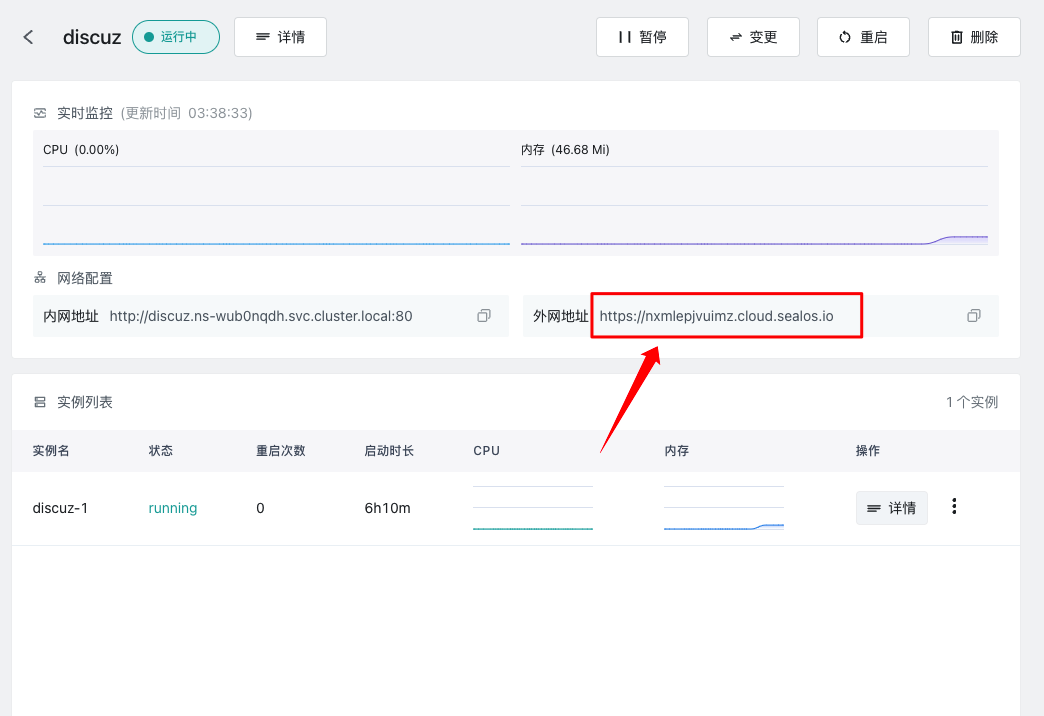 discuz 运行中 详情 暂停 变更 重启 删除
实时监控 (更新时间 03:38:33)
CPU (0.00%) 内存 (46.68 Mi)
网络配置
内网地址 http://discuz.ns-wub0nqdh.svc.cluster.local:80 外网地址 https://nxmlepjvuimz.cloud.sealos.io
实例列表 1 个实例
实例名 状态 重启次数 启动时长 CPU 内存 操作
discuz-1 running 0 6h10m 详情